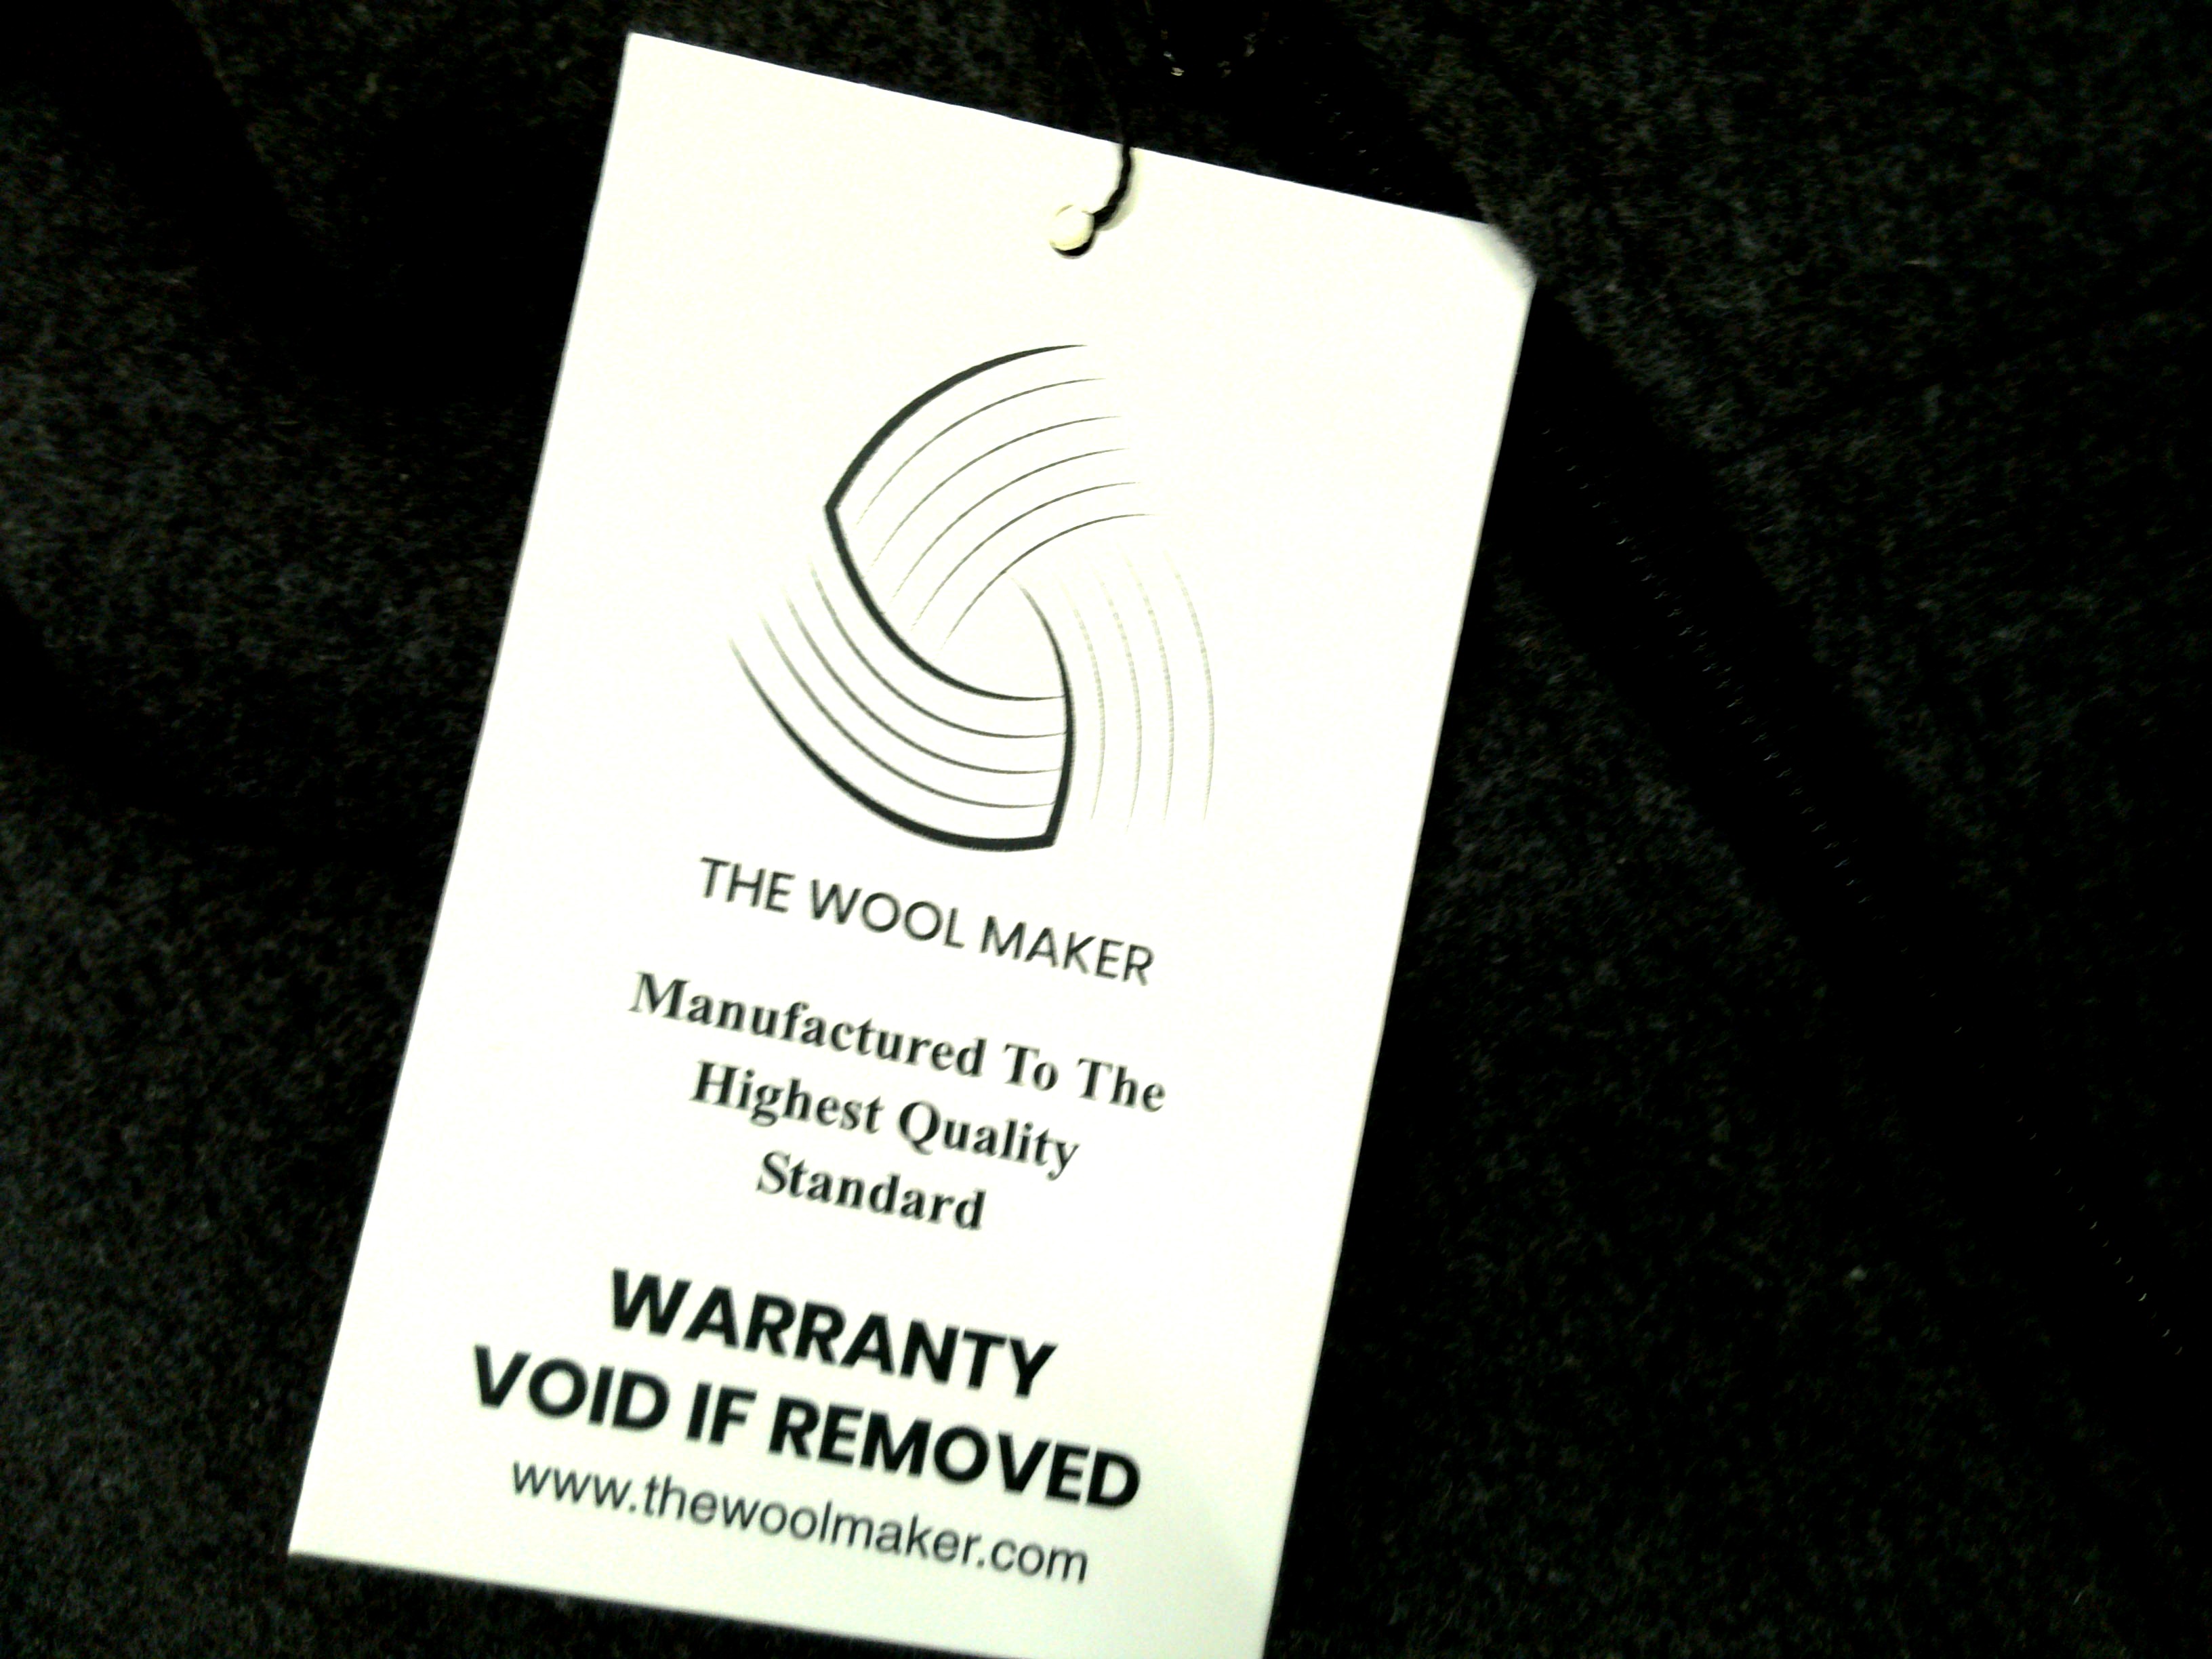 THE WOOL MAKER
Manufactured To The
Highest Quality
Standard
WARRANTY
VOID IF REMOVED
www.thewoolmaker.com